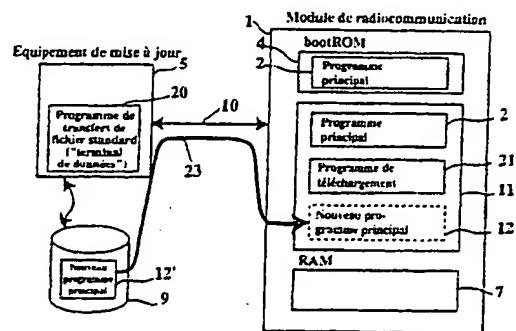 Module de radiocommunication
1
bootROM
4
Equipement de mise à jour
2
Programme
principal
5
20
Programme de
transfert de
fichier standard
("terminal
de données")
10
23
Programme
principal
2
Programme de
téléchargement
21
11
Nouveau pro-
gramme principal
12
Nouveau
programme
principal
12'
9
RAM
7